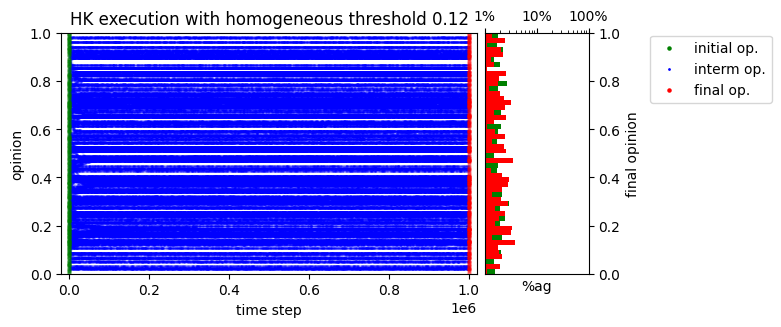 HK execution with homogeneous threshold 0.12
1% 10% 100%
initial op.
interm op.
final op.
1.0
0.8
0.6
0.4
0.2
0.0
opinion
0.0 0.2 0.4 0.6 0.8 1.0
1e6
time step
%ag
1.0
0.8
0.6
0.4
0.2
0.0
final opinion